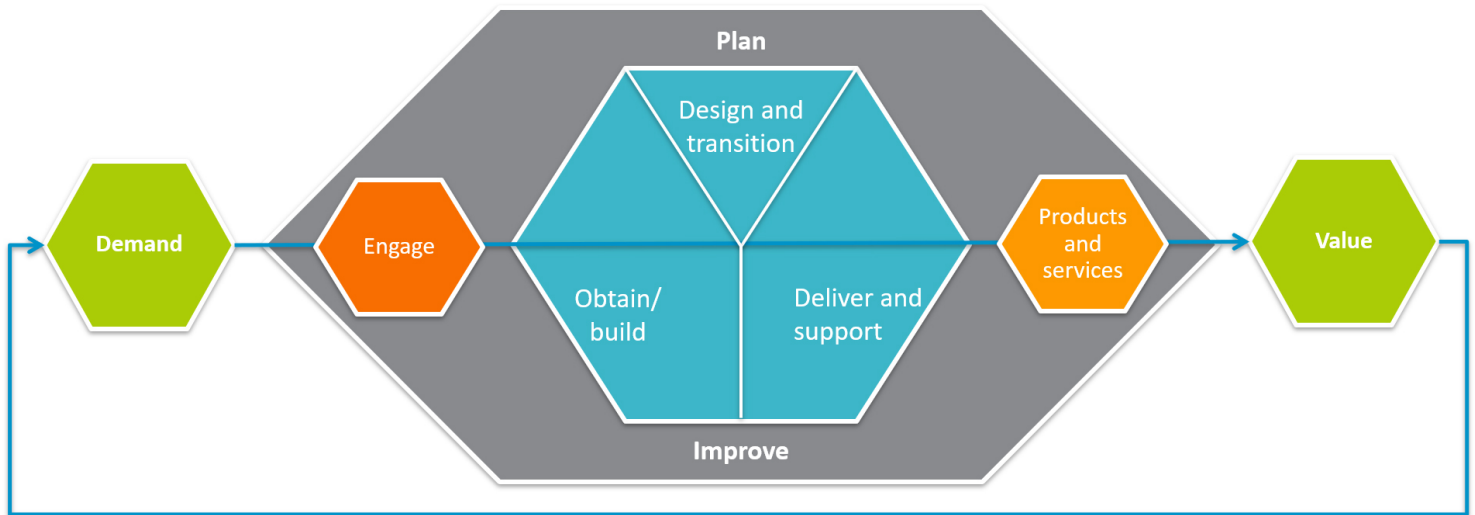 Plan
Design and
transition
Demand
Engage
Products
and
services
Value
Obtain/
build
Deliver and
support
Improve